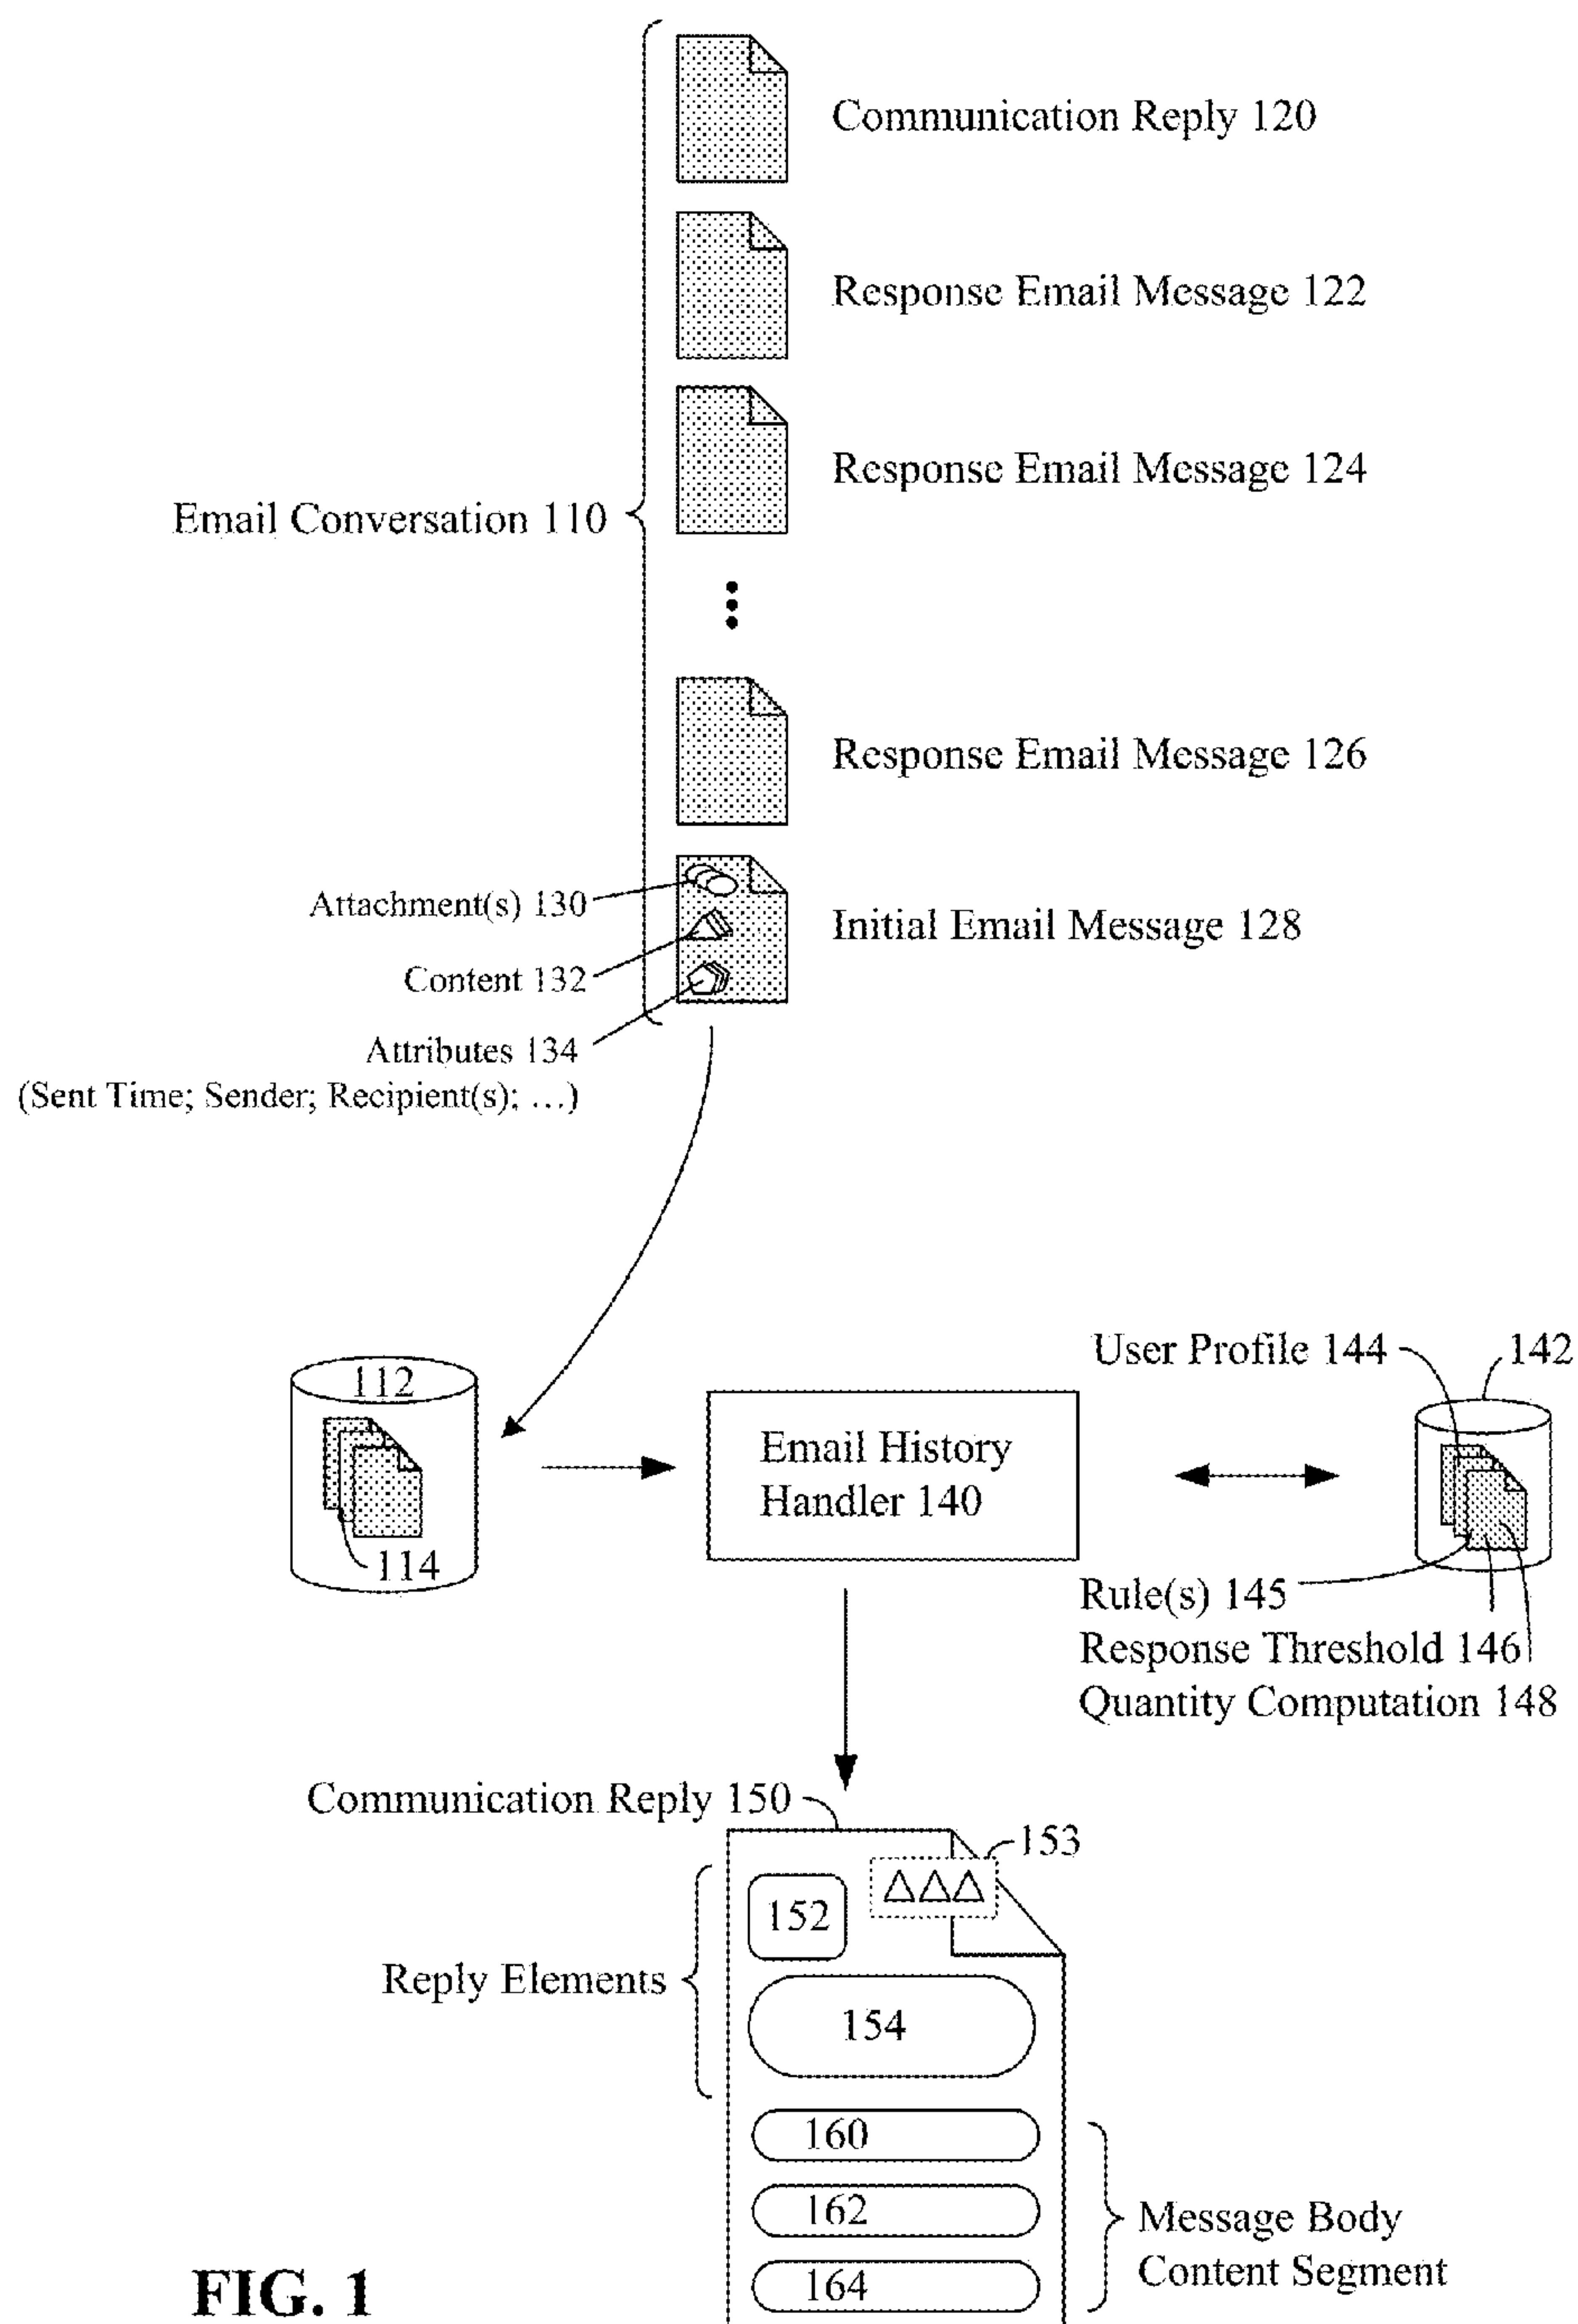 Communication Reply 120
Response Email Message 122
Response Email Message 124
Email Conversation 110
Response Email Message 126
Attachment(s) 130
Initial Email Message 128
Content 132
Attributes 134
(Sent Time; Sender; Recipient(s); …)
User Profile 144
142
112
Email History
Handler 140
114
Rule(s) 145
Response Threshold 146
Quantity Computation 148
Communication Reply 150
153
152
Reply Elements
154
160
162
Message Body
Content Segment
164
FIG. 1